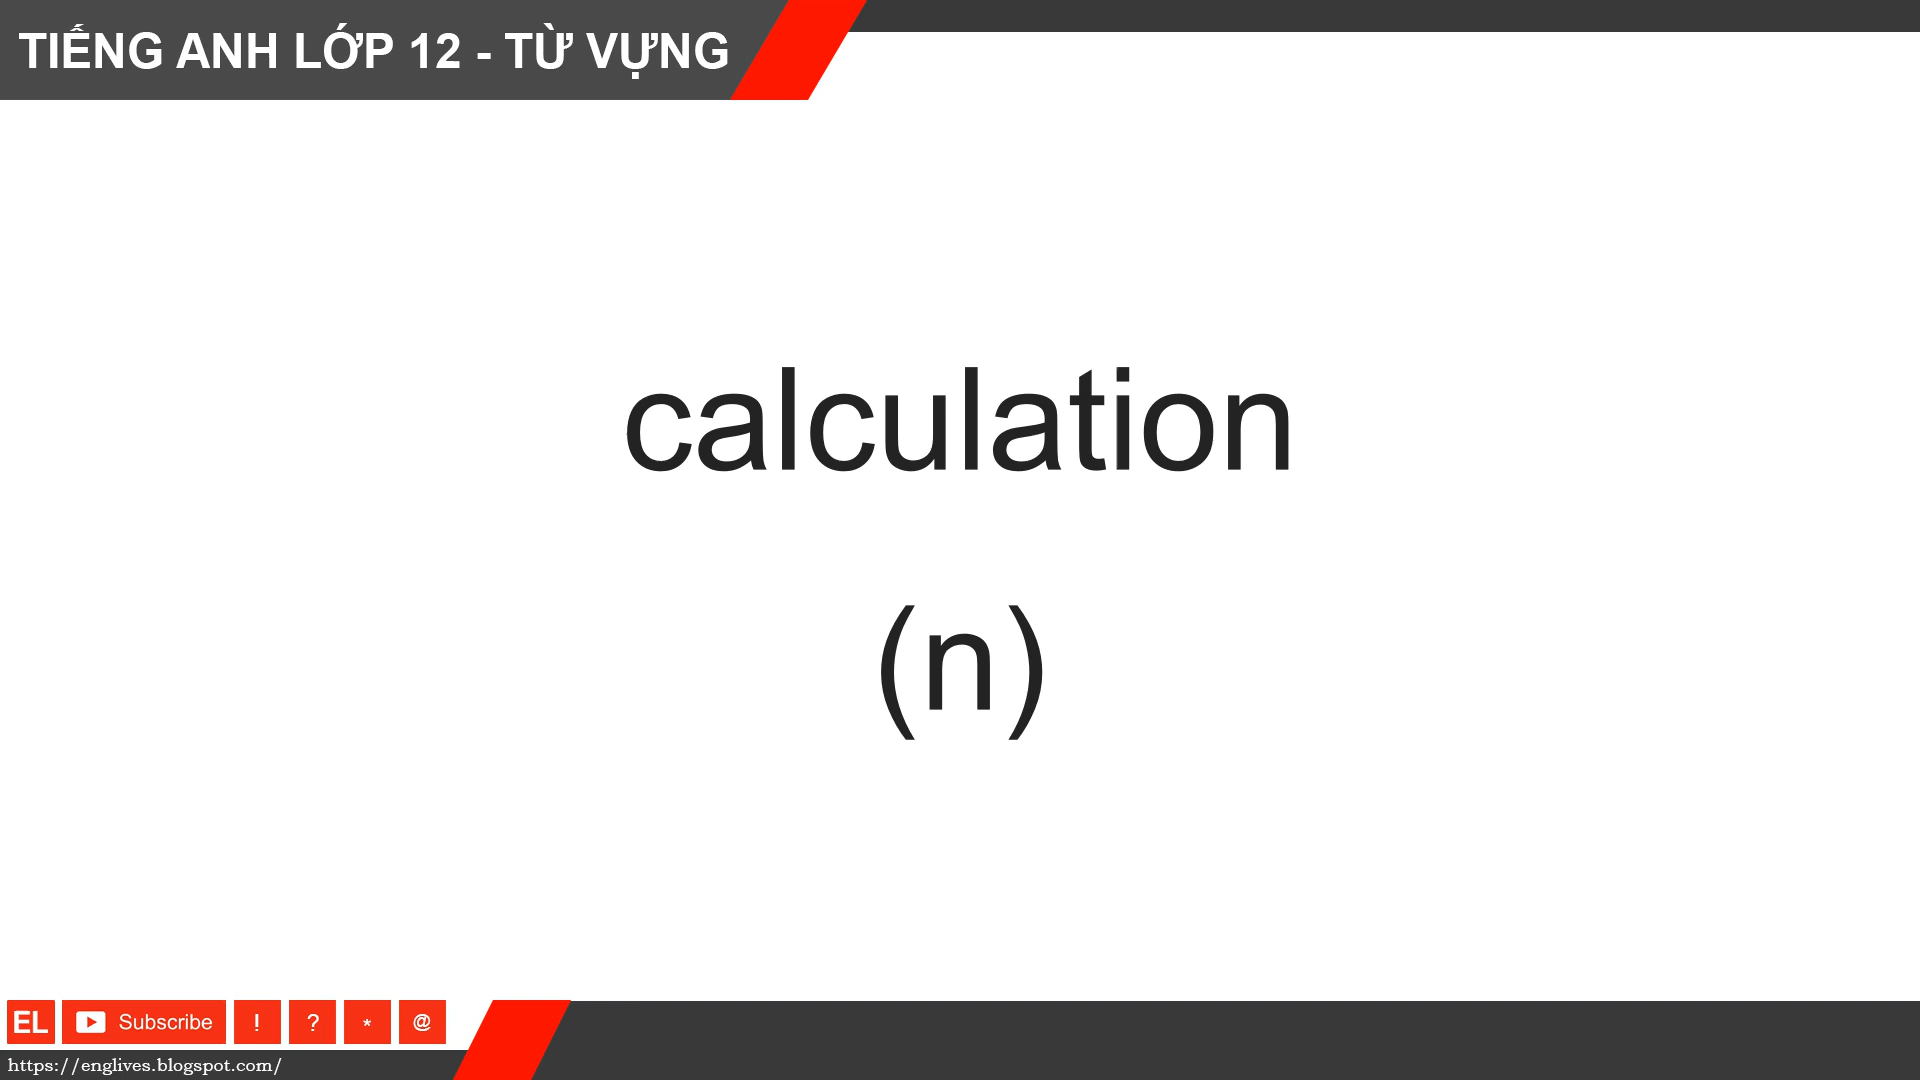 TIẾNG ANH LỚP 12 - TỪ VỰNG
calculation
(n)
EL Subscribe ! ? * @
https://englives.blogspot.com/